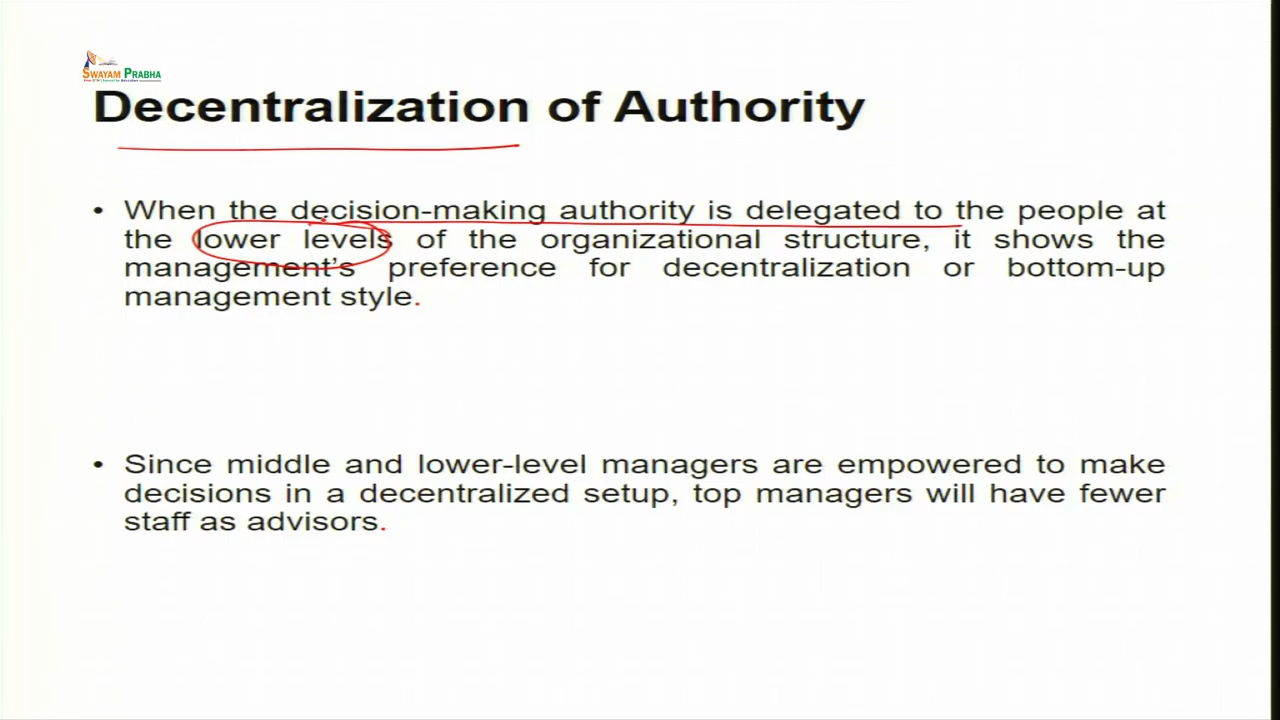 SWAYAM PRABHA
Decentralization of Authority
• When the decision-making authority is delegated to the people at
the lower levels of the organizational structure, it shows the
management's preference for decentralization or bottom-up
management style.
• Since middle and lower-level managers are empowered to make
decisions in a decentralized setup, top managers will have fewer
staff as advisors.